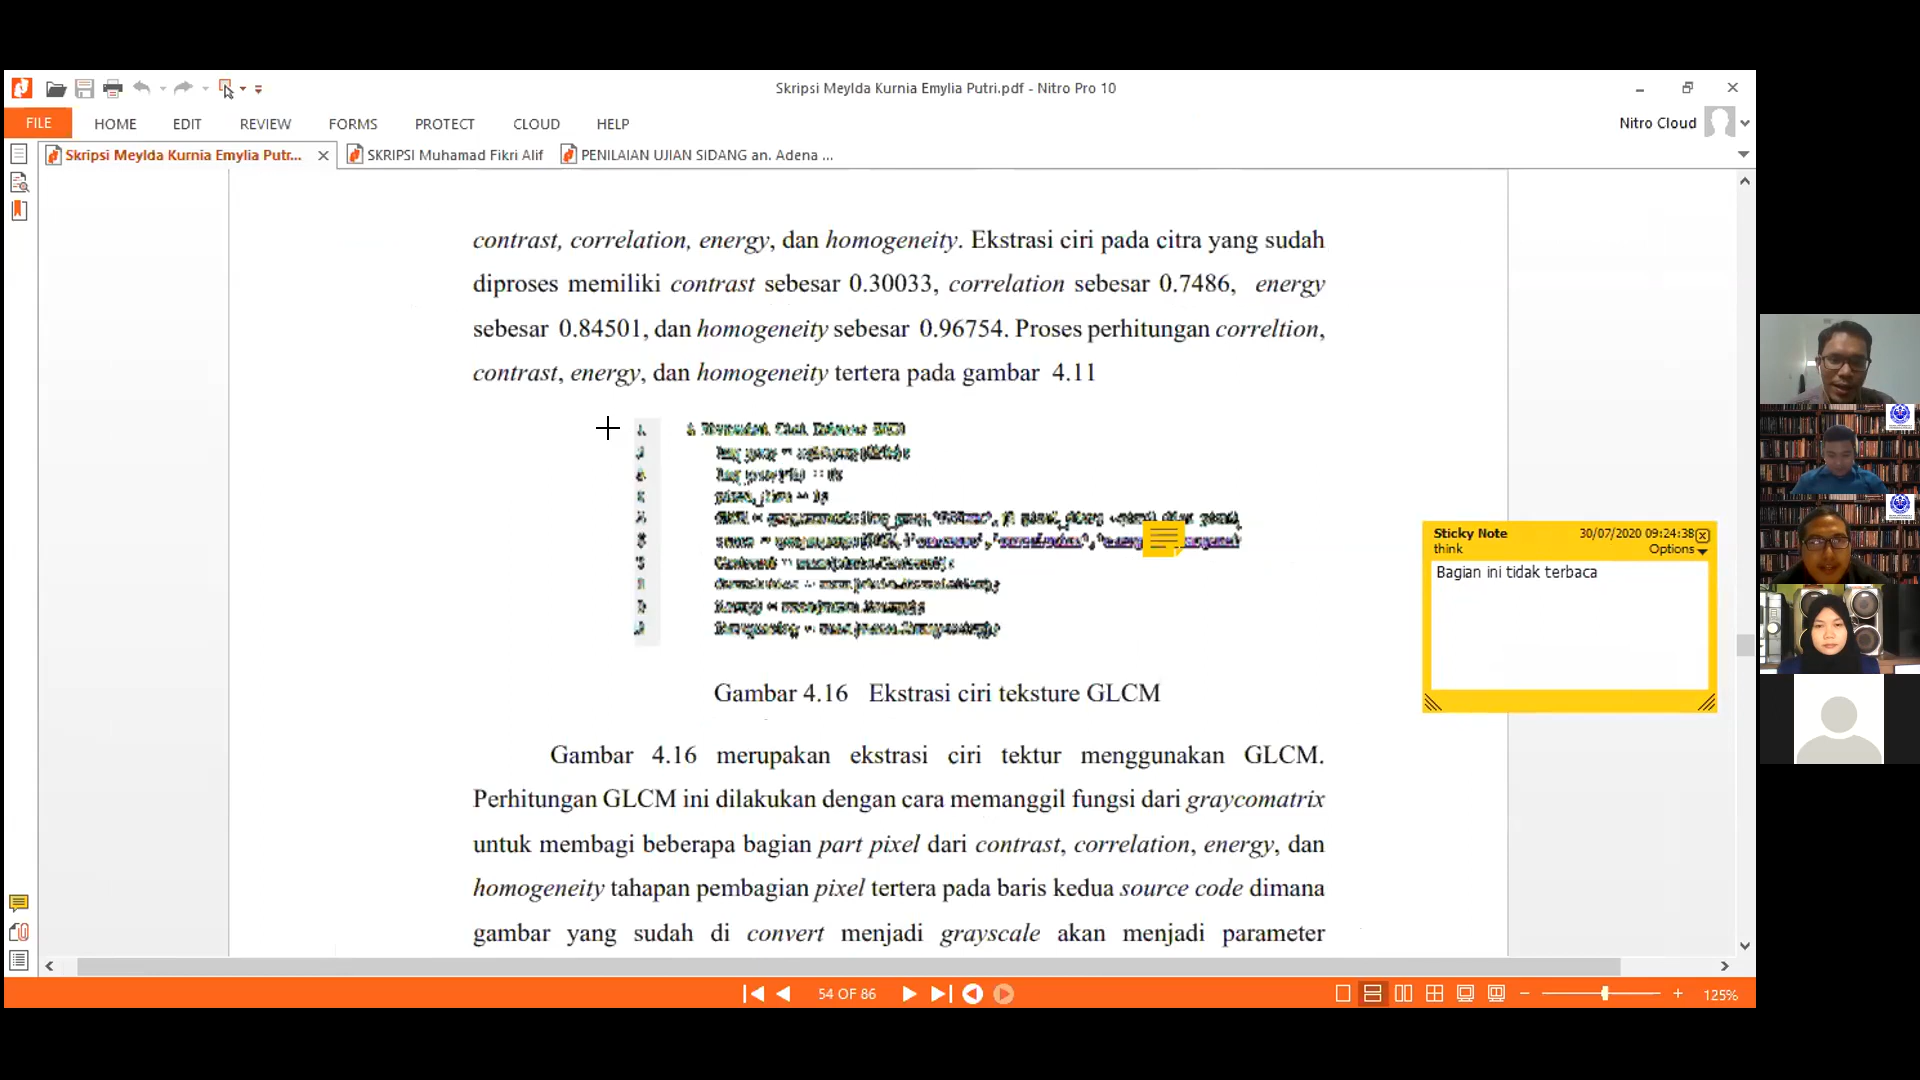 Skripsi Meylda Kurnia Emylia Putri.pdf - Nitro Pro 10
FILE HOME EDIT REVIEW FORMS PROTECT CLOUD HELP
Nitro Cloud
Skripsi Meylda Kurnia Emylia Putr...
SKRIPSI Muhamad Fikri Alif
PENILAIAN UJIAN SIDANG an. Adena ...
contrast, correlation, energy, dan homogeneity. Ekstrasi ciri pada citra yang sudah
diproses memiliki contrast sebesar 0.30033, correlation sebesar 0.7486, energy
sebesar 0.84501, dan homogeneity sebesar 0.96754. Proses perhitungan correltion,
contrast, energy, dan homogeneity tertera pada gambar 4.11
Gambar 4.16 Ekstrasi ciri teksture GLCM
Gambar 4.16 merupakan ekstrasi ciri tektur menggunakan GLCM.
Perhitungan GLCM ini dilakukan dengan cara memanggil fungsi dari graycomatrix
untuk membagi beberapa bagian part pixel dari contrast, correlation, energy, dan
homogeneity tahapan pembagian pixel tertera pada baris kedua source code dimana
gambar yang sudah di convert menjadi grayscale akan menjadi parameter
Sticky Note 30/07/2020 09:24:38
think Options
Bagian ini tidak terbaca
54 OF 86
125%